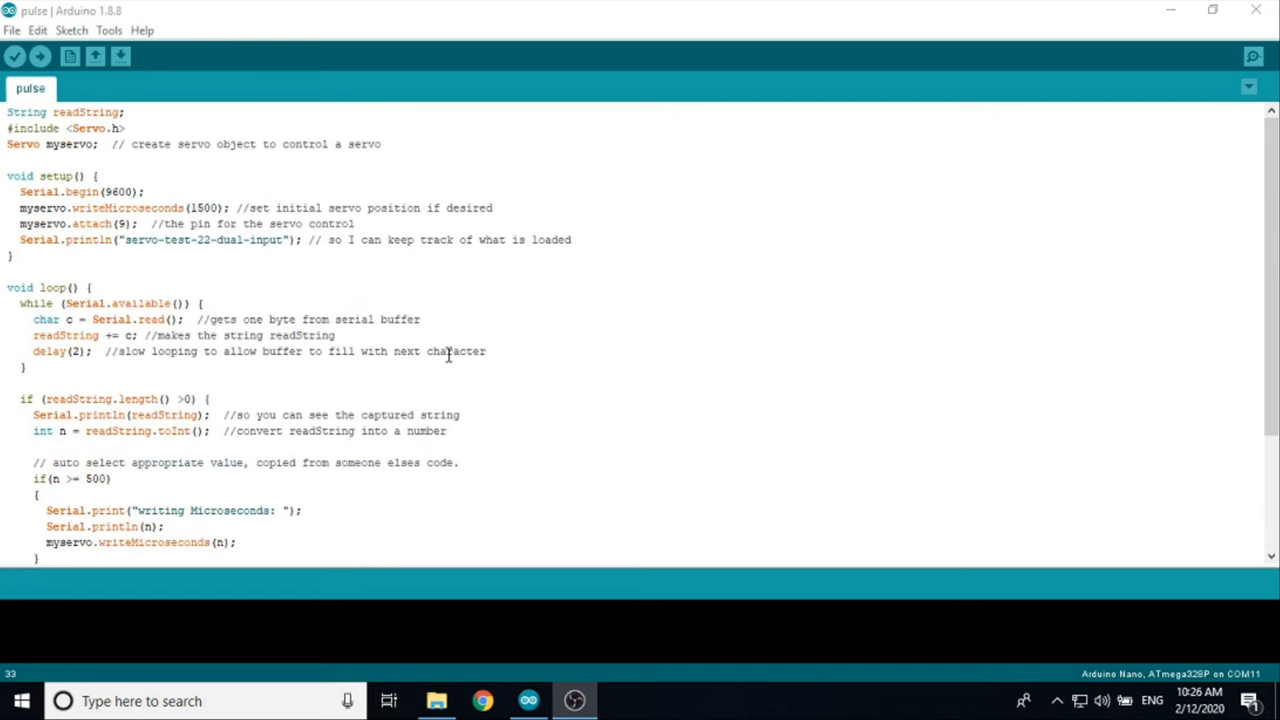 pulse | Arduino 1.8.8
File Edit Sketch Tools Help
pulse
String readString;
#include <Servo.h>
Servo myservo;  // create servo object to control a servo
void setup() {
  Serial.begin(9600);
  myservo.writeMicroseconds(1500); //set initial servo position if desired
  myservo.attach(9);  //the pin for the servo control
  Serial.println("servo-test-22-dual-input"); // so I can keep track of what is loaded
}
void loop() {
  while (Serial.available()) {
    char c = Serial.read();  //gets one byte from serial buffer
    readString += c; //makes the string readString
    delay(2);  //slow looping to allow buffer to fill with next character
  }
  if (readString.length() >0) {
    Serial.println(readString);  //so you can see the captured string
    int n = readString.toInt();  //convert readString into a number
    // auto select appropriate value, copied from someone elses code.
    if(n >= 500)
    {
      Serial.print("writing Microseconds: ");
      Serial.println(n);
      myservo.writeMicroseconds(n);
    }
33
Arduino Nano, ATmega328P on COM11
Type here to search
ENG
10:26 AM
2/12/2020
1